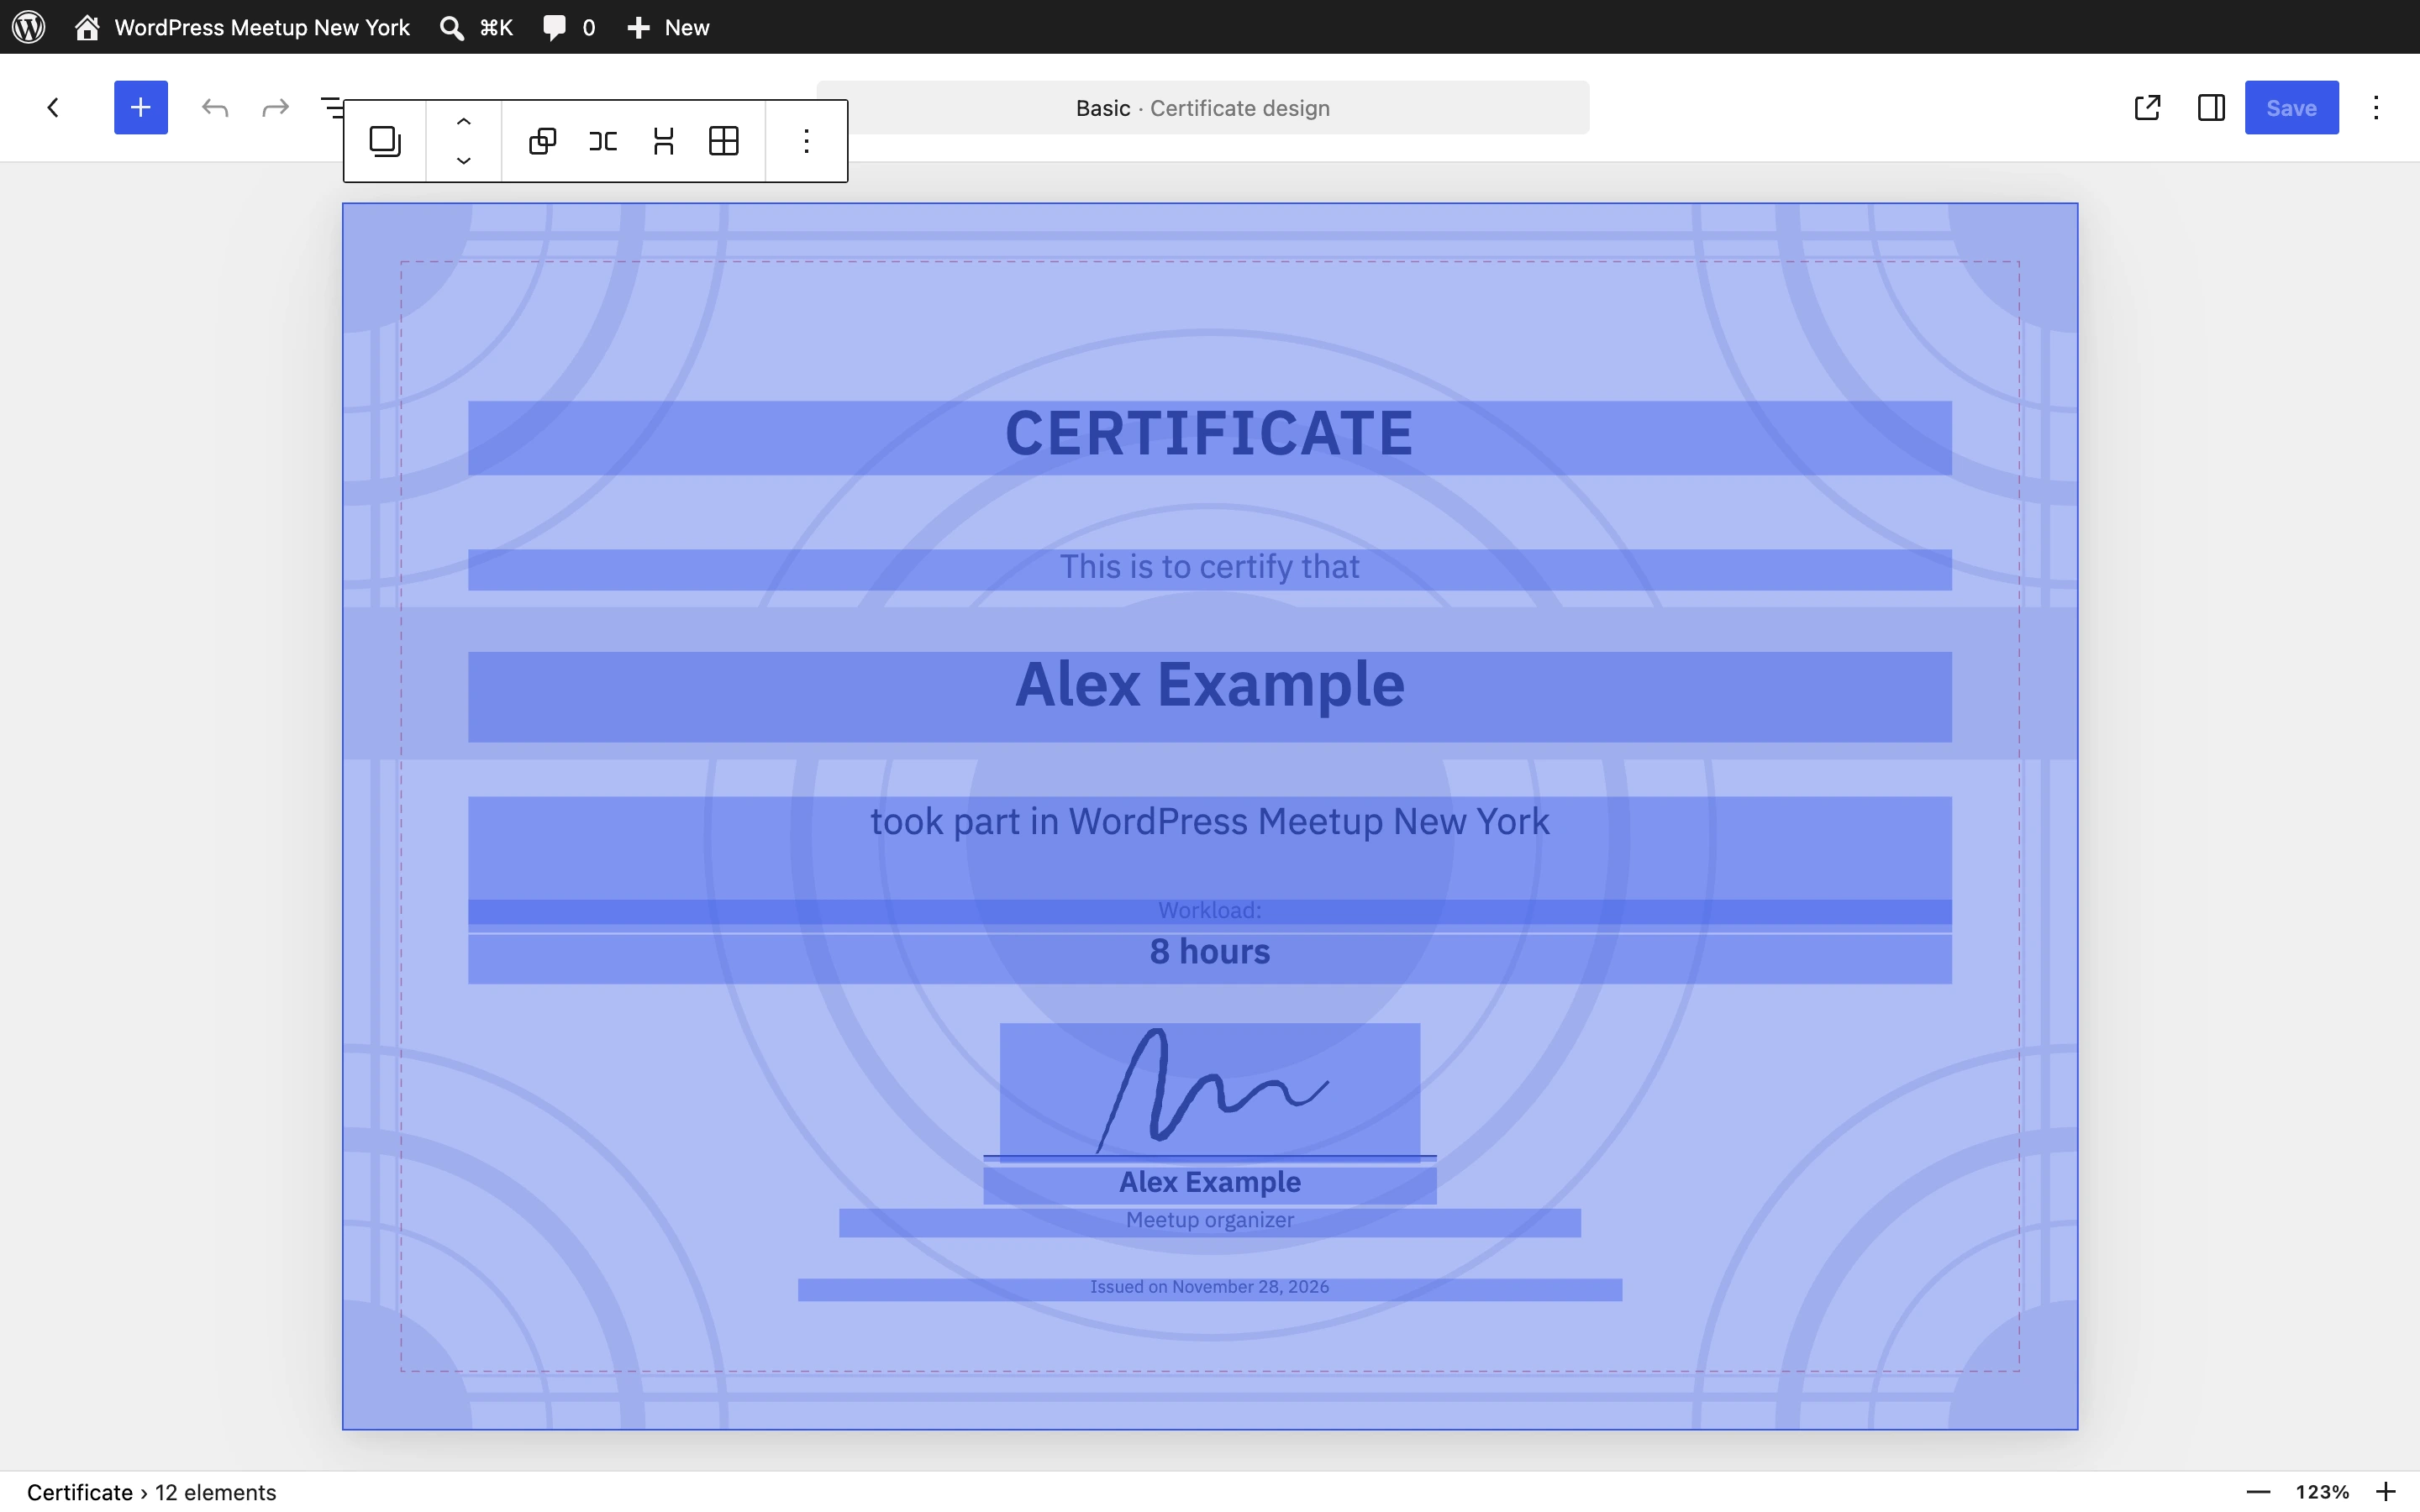 WordPress Meetup New York ⌘K 0 New
Basic · Certificate design
Save
CERTIFICATE
This is to certify that
Alex Example
took part in WordPress Meetup New York
Workload:
8 hours
Alex Example
Meetup organizer
Issued on November 28, 2026
Certificate › 12 elements
123%